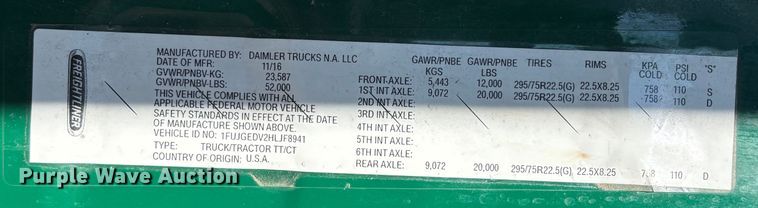 FREIGHTLINER
MANUFACTURED BY: DAIMLER TRUCKS N.A. LLC
DATE OF MFR: 11/16
GVWR/PNBV-KG: 23,587
GVWR/PNBV-LBS: 52,000
THIS VEHICLE COMPLIES WITH ALL
APPLICABLE FEDERAL MOTOR VEHICLE
SAFETY STANDARDS IN EFFECT AT THE DATE
OF MANUFACTURE SHOWN ABOVE.
VEHICLE ID NO.: 1FUJGEDV2HLJF8941
TYPE: TRUCK/TRACTOR TT/CT
COUNTRY OF ORIGIN: U.S.A.
GAWR/PNBE KGS GAWR/PNBE LBS TIRES RIMS KPA COLD PSI COLD "S"
FRONT AXLE: 5,443 12,000 295/75R22.5(G) 22.5X8.25 758 110 S
1ST INT AXLE: 9,072 20,000 295/75R22.5(G) 22.5X8.25 758 110 D
2ND INT AXLE:
3RD INT AXLE:
4TH INT AXLE:
5TH INT AXLE:
6TH INT AXLE:
REAR AXLE: 9,072 20,000 295/75R22.5(G) 22.5X8.25 758 110 D
Purple Wave Auction